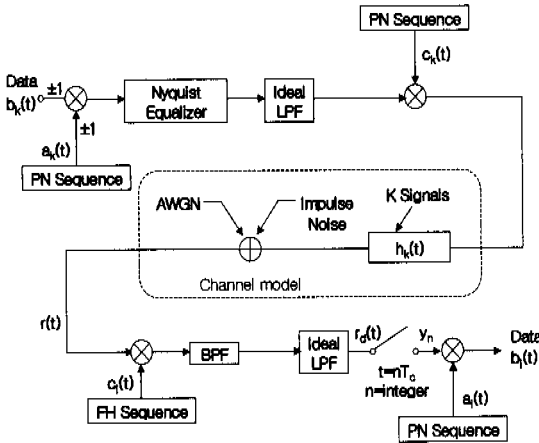 PN Sequence
c_k(t)
Data
b_k(t)
±1
Nyquist
Equalizer
Ideal
LPF
±1
a_k(t)
PN Sequence
AWGN
Impulse
Noise
K Signals
h_k(t)
Channel model
r(t)
BPF
Ideal
LPF
r_d(t)
y_n
Data
b_i(t)
c_i(t)
t=nT_c
n=integer
a_i(t)
FH Sequence
PN Sequence